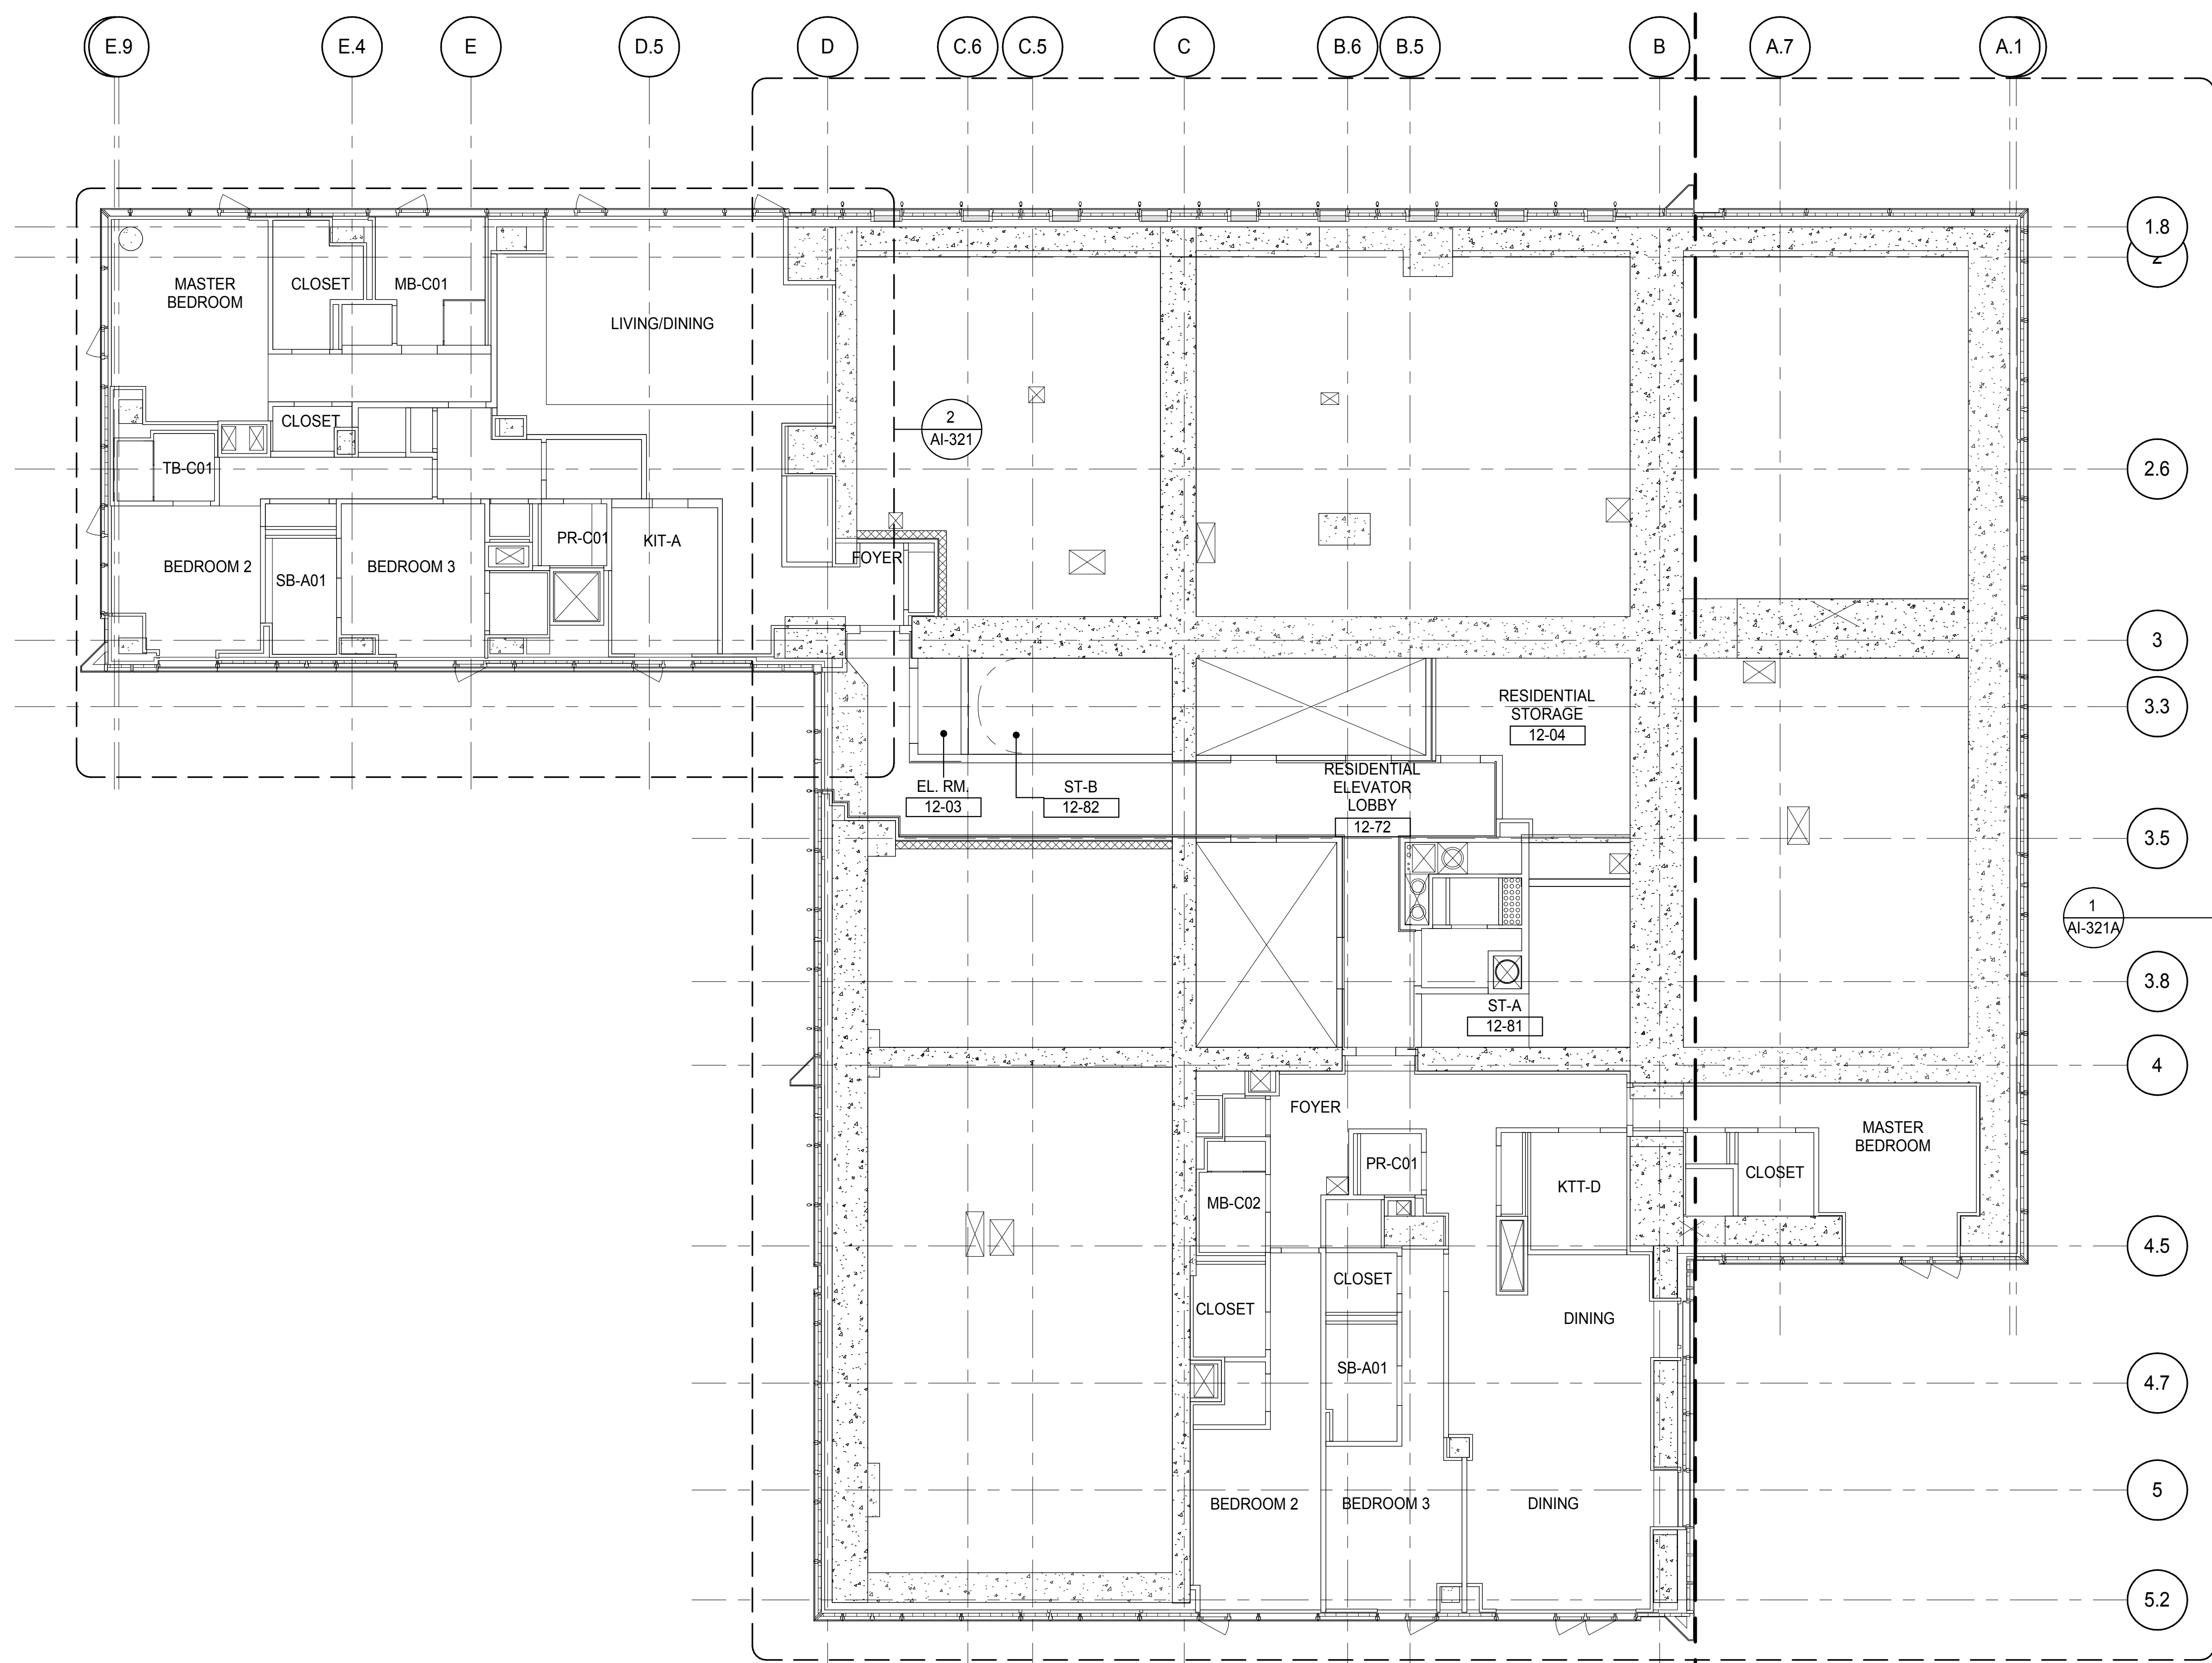 E.9
E.4
E
D.5
D
C.6
C.5
C
B.6
B.5
B
A.7
A.1
1.8
2
2.6
3
3.3
3.5
3.8
4
4.5
4.7
5
5.2
MASTER
BEDROOM
CLOSET
MB-C01
LIVING/DINING
CLOSET
TB-C01
2
AI-321
BEDROOM 2
SB-A01
BEDROOM 3
PR-C01
KIT-A
FOYER
RESIDENTIAL
STORAGE
12-04
EL. RM.
12-03
ST-B
12-82
RESIDENTIAL
ELEVATOR
LOBBY
12-72
1
AI-321A
ST-A
12-81
FOYER
MASTER
BEDROOM
PR-C01
CLOSET
KTT-D
MB-C02
CLOSET
CLOSET
DINING
SB-A01
BEDROOM 2
BEDROOM 3
DINING